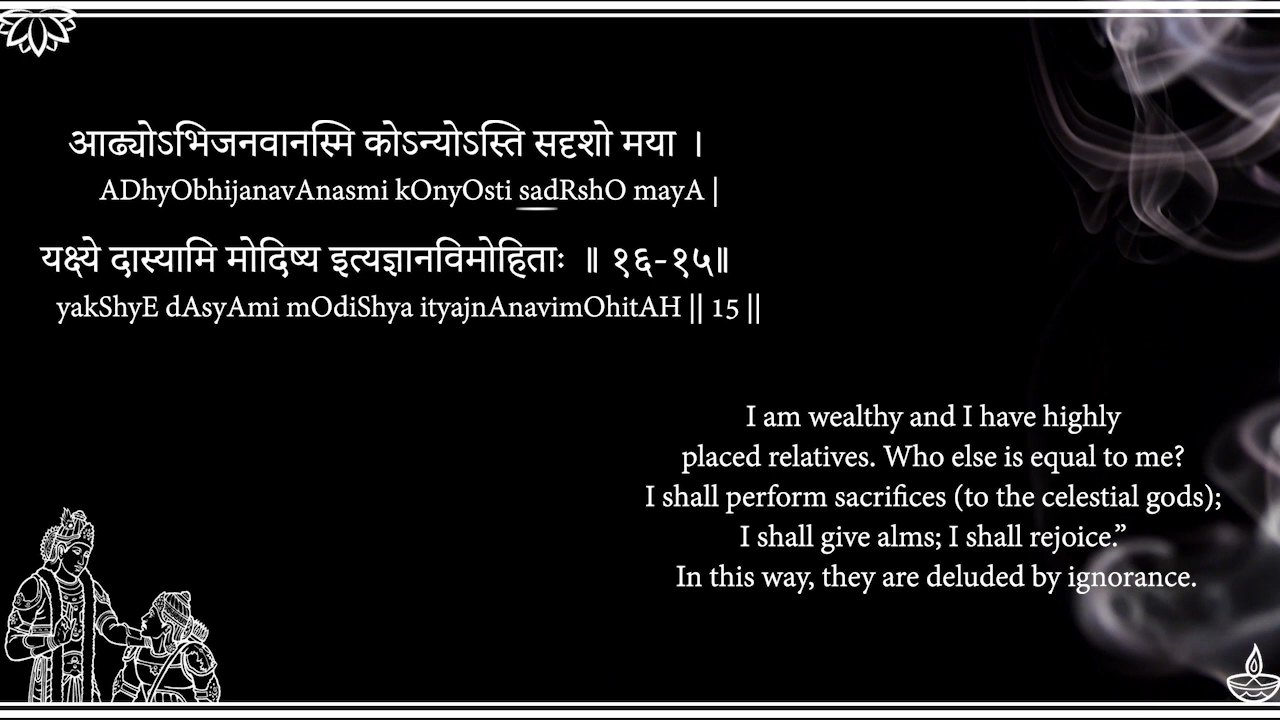 आढ्योऽभिजनवानस्मि कोऽन्योऽस्ति सदृशो मया ।
ADhyObhijanavAnasmi kOnyOsti sadRshO mayA |
यक्ष्ये दास्यामि मोदिष्य इत्यज्ञानविमोहिताः ॥ १६-१५॥
yakShyE dAsyAmi mOdiShya ityajnAnavimOhitAH || 15 ||
I am wealthy and I have highly
placed relatives. Who else is equal to me?
I shall perform sacrifices (to the celestial gods);
I shall give alms; I shall rejoice.”
In this way, they are deluded by ignorance.